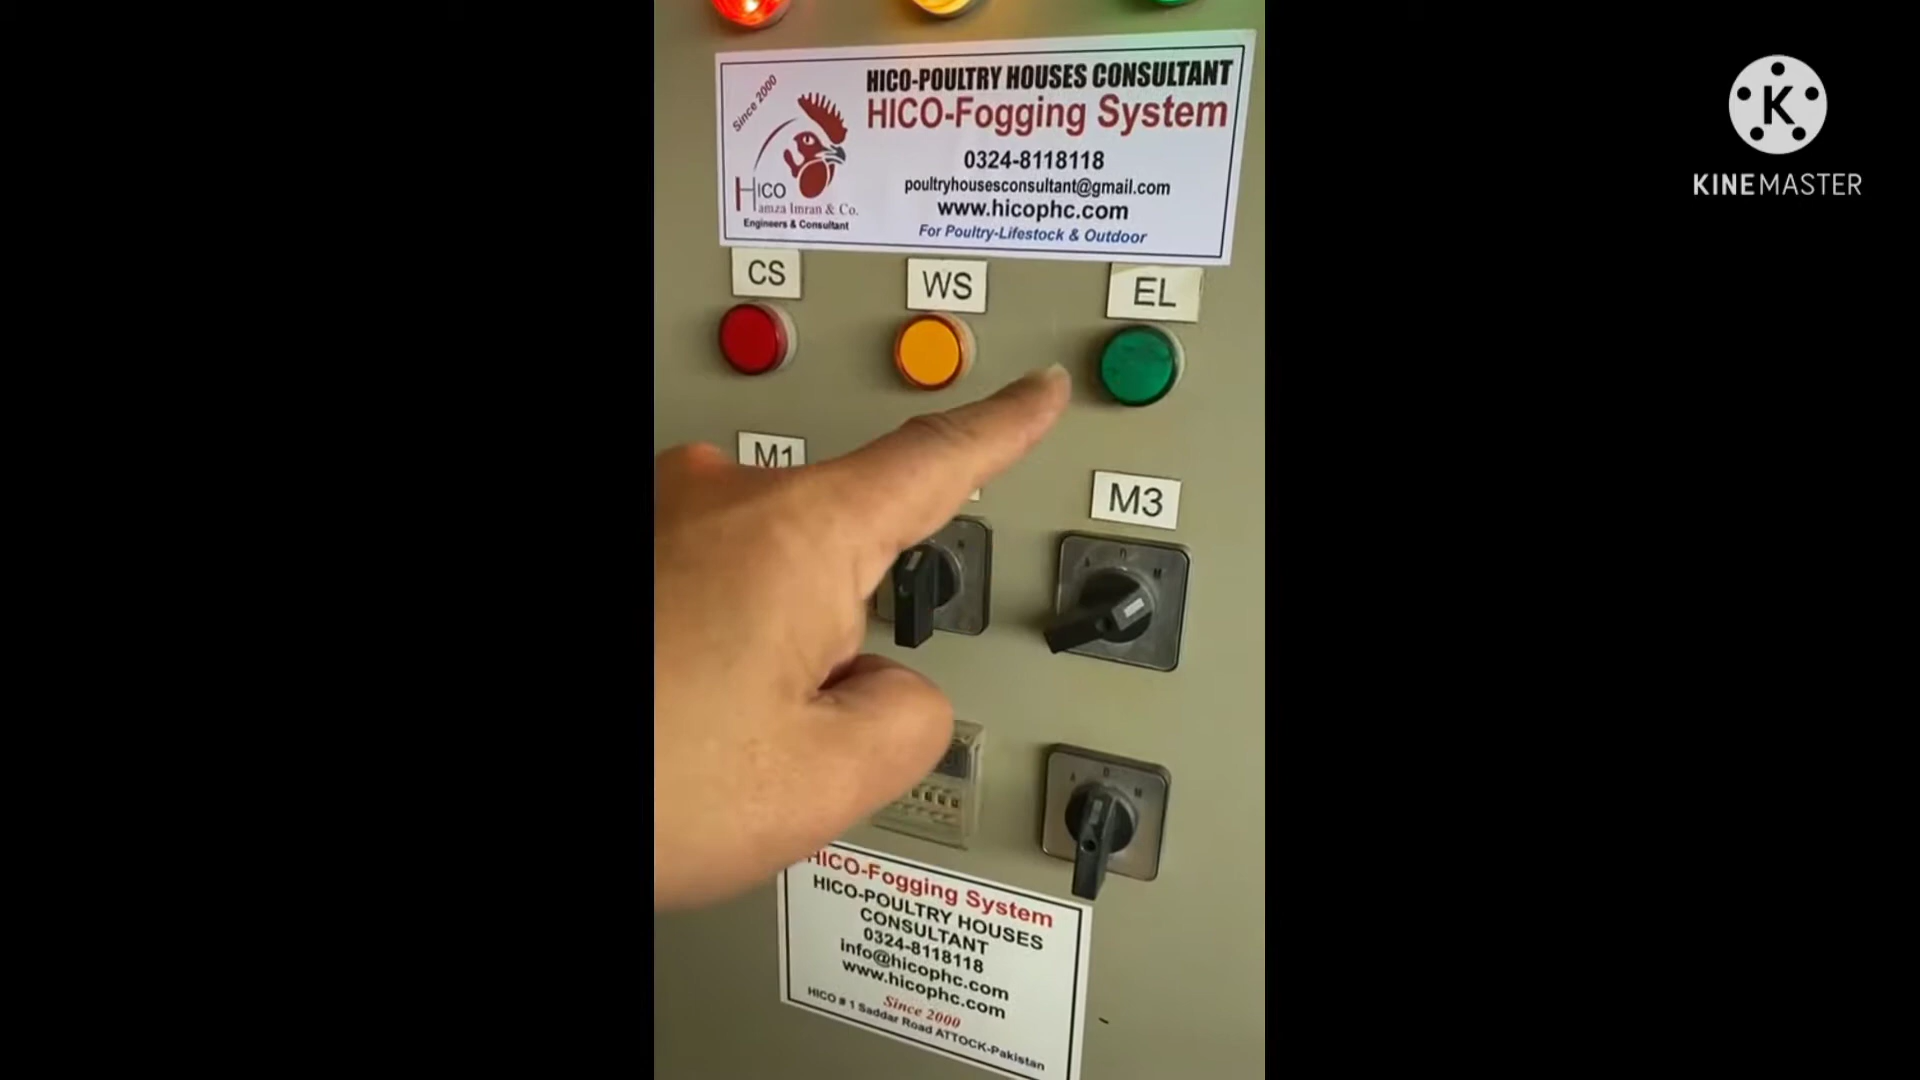 HICO-POULTRY HOUSES CONSULTANT
HICO-Fogging System
Since 2000
0324-8118118
poultryhousesconsultant@gmail.com
www.hicophc.com
For Poultry-Lifestock & Outdoor
HICO
Hamza Imran & Co.
Engineers & Consultant
K
KINEMASTER
CS
WS
EL
M1
M3
M
A O M
A O M
HICO-Fogging System
HICO-POULTRY HOUSES
CONSULTANT
0324-8118118
info@hicophc.com
www.hicophc.com
Since 2000
HICO # 1 Saddar Road ATTOCK-Pakistan